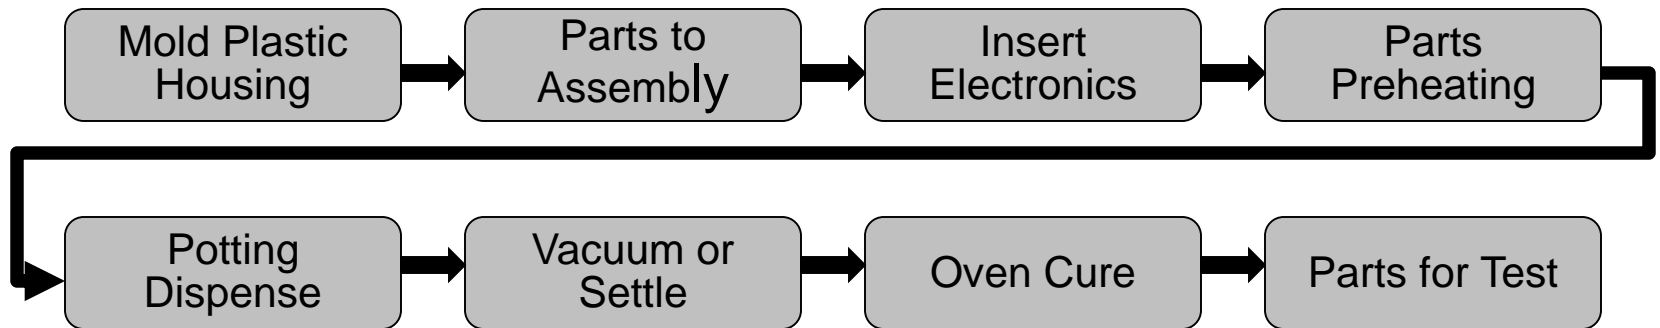 Mold Plastic
Housing
Parts to
Assembly
Insert
Electronics
Parts
Preheating
Potting
Dispense
Vacuum or
Settle
Oven Cure
Parts for Test